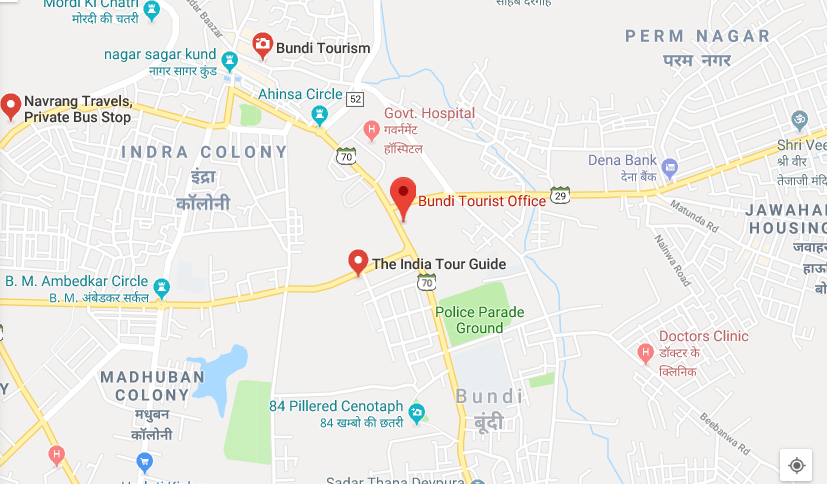 Mordi Ki Chatri
मोरदी की चतरी
Bazaar
साहिब दरगाह
PERM NAGAR
परम नगर
nagar sagar kund
नागर सागर कुंड
Bundi Tourism
Navrang Travels,
Private Bus Stop
Ahinsa Circle
52
Govt. Hospital
गवर्नमेंट
हॉस्पिटल
INDRA COLONY
इंद्रा
कॉलोनी
70
Dena Bank
देना बैंक
Shri Vee
श्री वीर
तेजाजी मंदि
Bundi Tourist Office
29
Matunda Rd
JAWAHA
HOUSING
जवाहर
हाऊ
बो
Nainwa Road
The India Tour Guide
70
B. M. Ambedkar Circle
B. M. अंबेडकर सर्कल
Police Parade
Ground
Doctors Clinic
डॉक्टर के
क्लिनिक
MADHUBAN
COLONY
मधुबन
कॉलोनी
Bundi
बूंदी
84 Pillered Cenotaph
84 खम्बो की छतरी
Beebanwa Rd
Sadar Thana Devpura